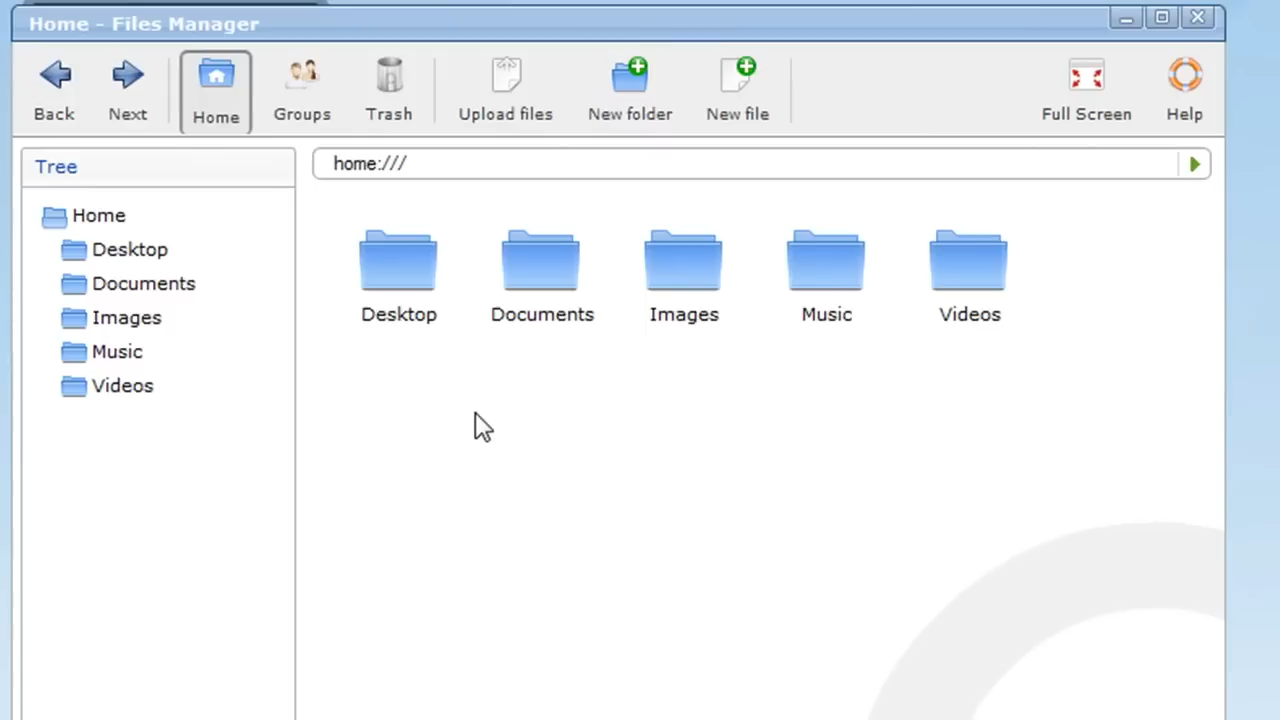 Home - Files Manager
Back Next Home Groups Trash Upload files New folder New file Full Screen Help
Tree
home:///
Home
Desktop
Documents
Images
Music
Videos
Desktop Documents Images Music Videos